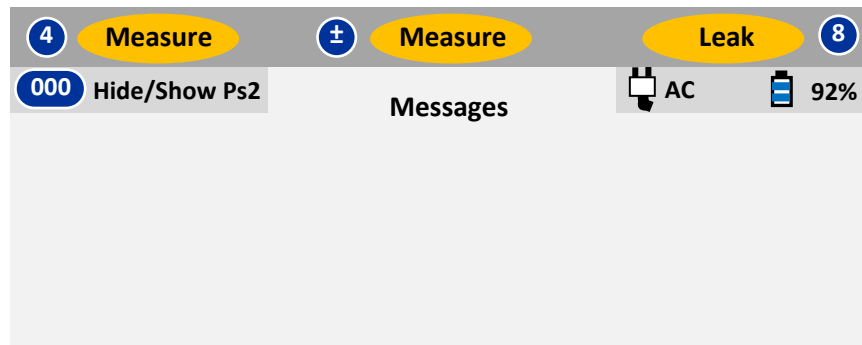 4 Measure ± Measure Leak 8
000 Hide/Show Ps2 Messages AC 92%